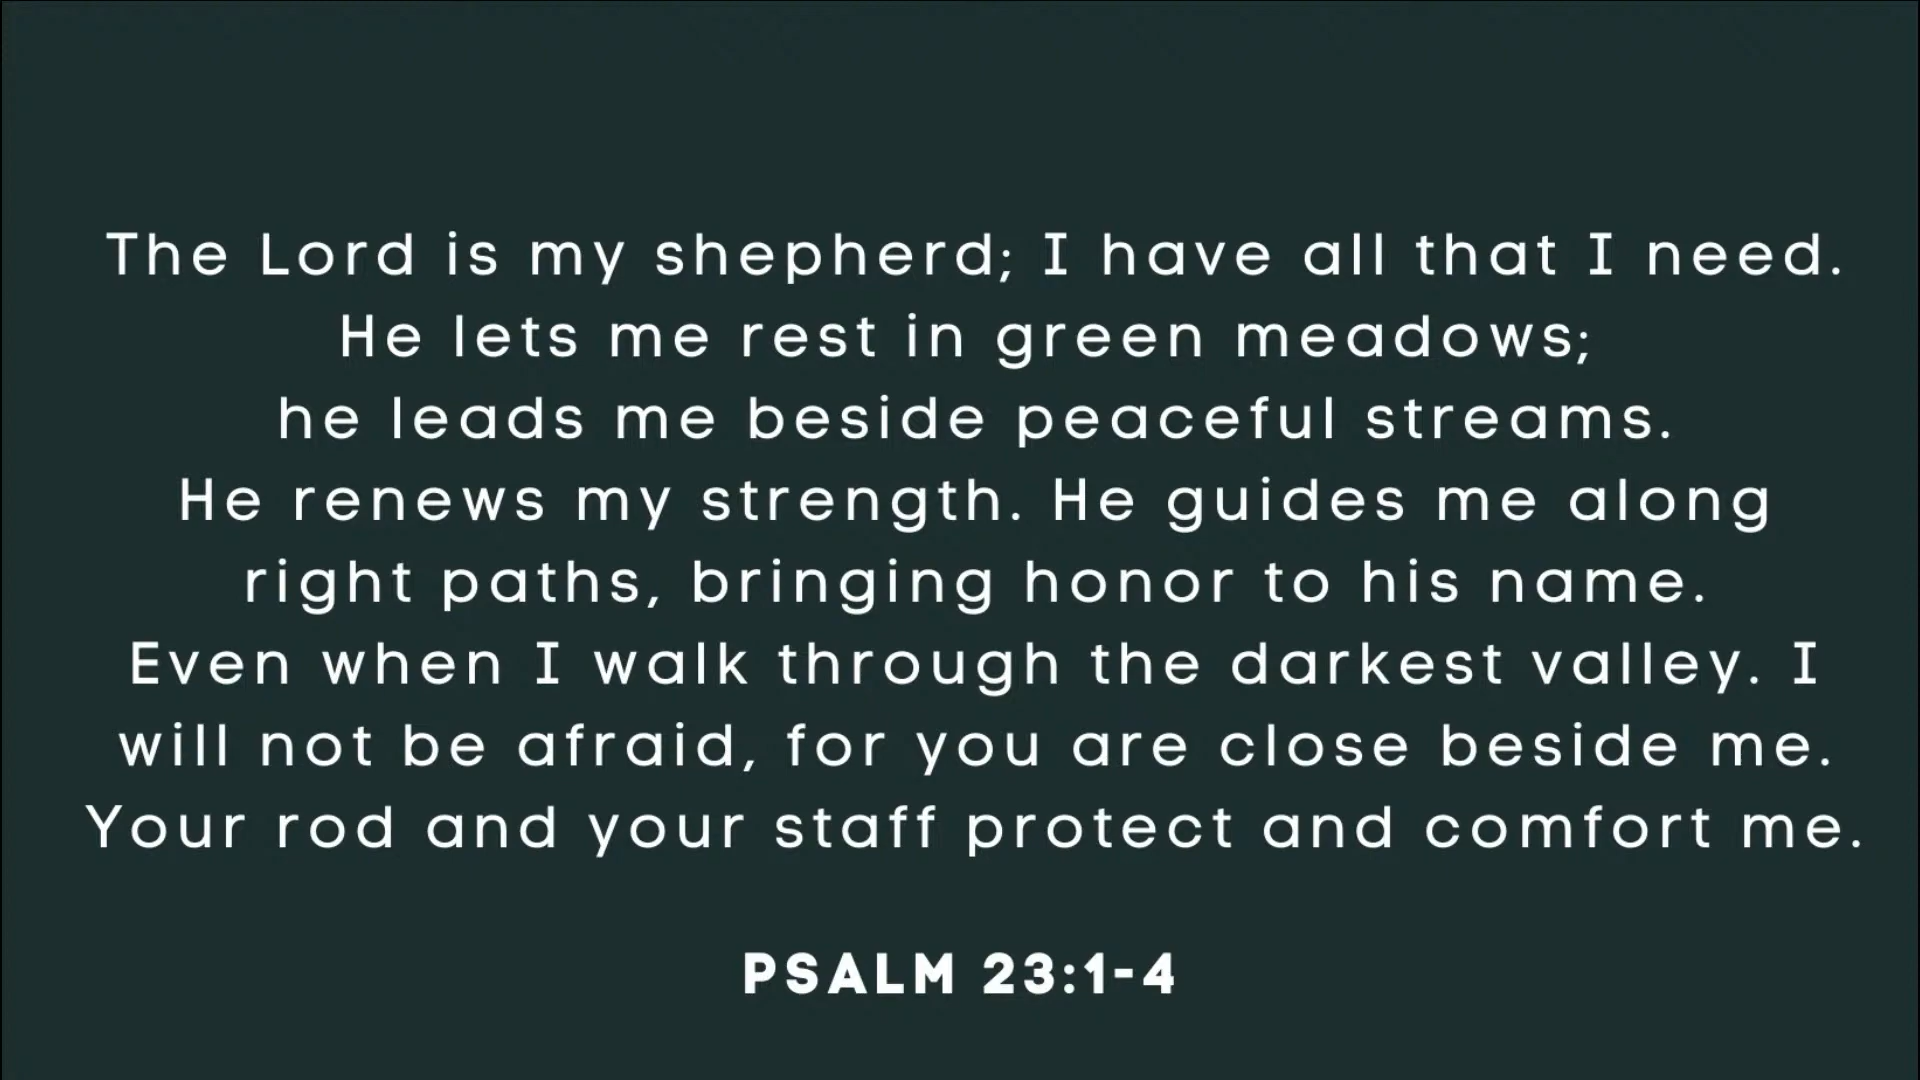 The Lord is my shepherd; I have all that I need.
He lets me rest in green meadows;
he leads me beside peaceful streams.
He renews my strength. He guides me along
right paths, bringing honor to his name.
Even when I walk through the darkest valley. I
will not be afraid, for you are close beside me.
Your rod and your staff protect and comfort me.
PSALM 23:1-4